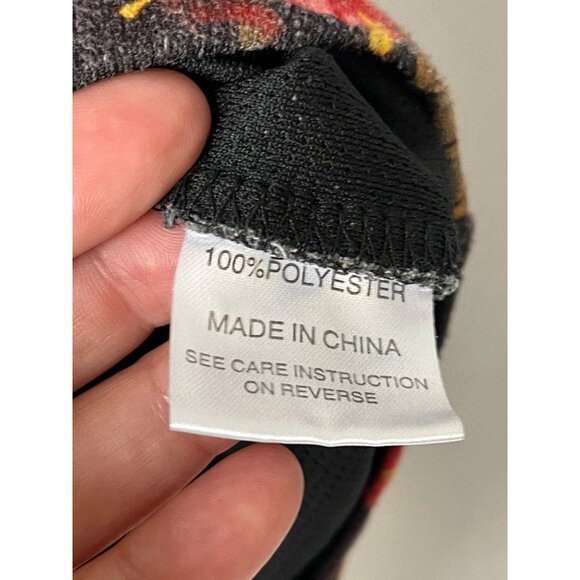 100%POLYESTER
MADE IN CHINA
SEE CARE INSTRUCTION
ON REVERSE